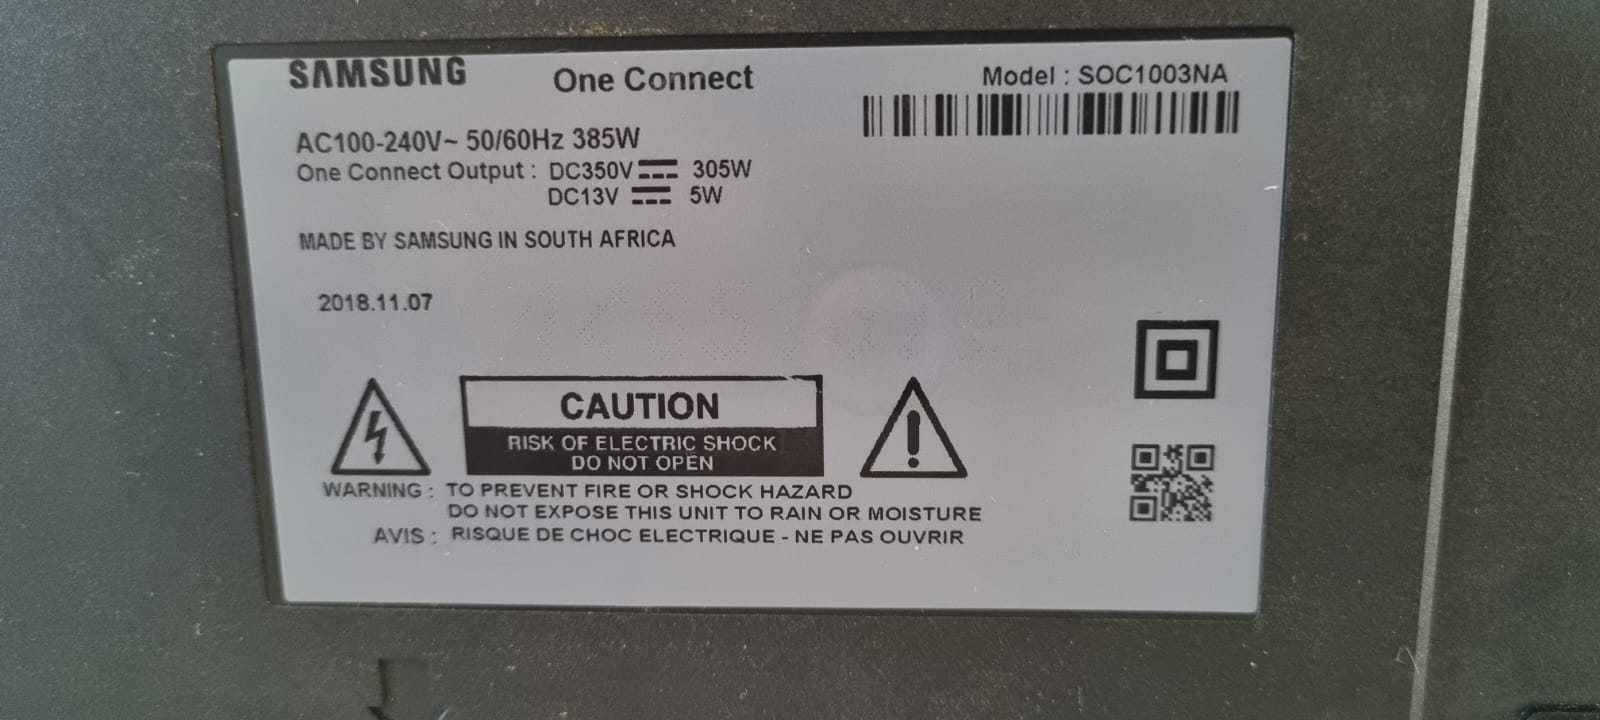 SAMSUNG One Connect Model : SOC1003NA
AC100-240V~ 50/60Hz 385W
One Connect Output : DC350V 305W
DC13V 5W
MADE BY SAMSUNG IN SOUTH AFRICA
2018.11.07
CAUTION
RISK OF ELECTRIC SHOCK
DO NOT OPEN
WARNING : TO PREVENT FIRE OR SHOCK HAZARD
DO NOT EXPOSE THIS UNIT TO RAIN OR MOISTURE
AVIS : RISQUE DE CHOC ELECTRIQUE - NE PAS OUVRIR